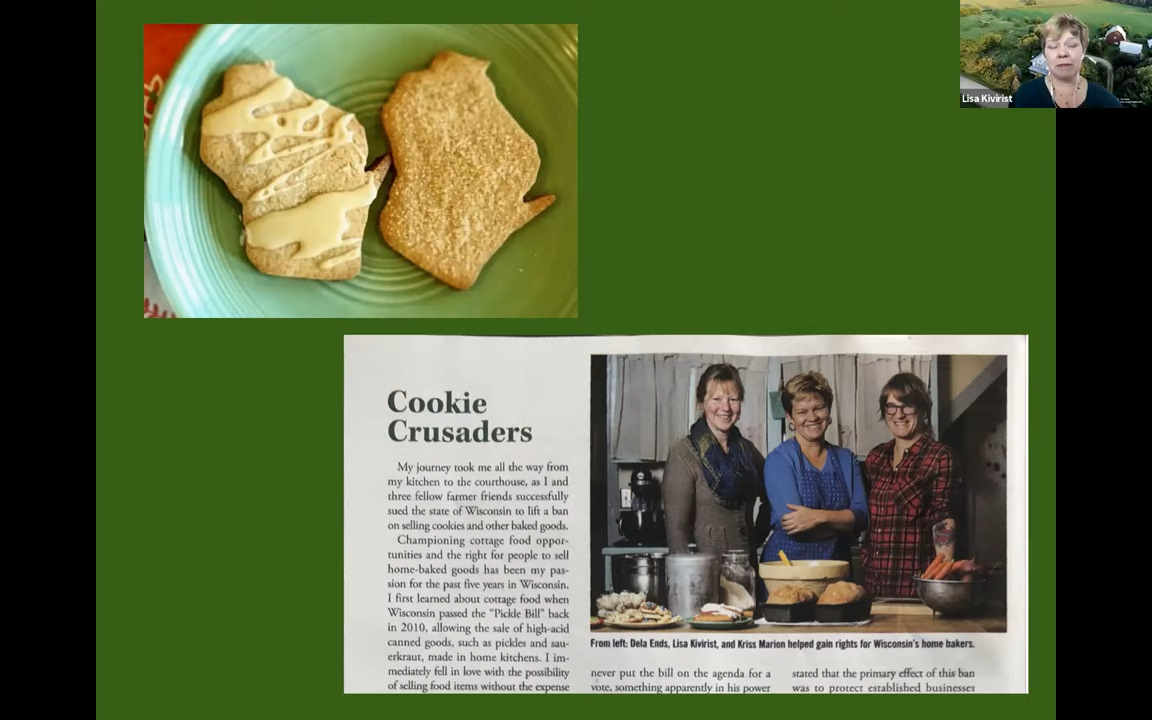 Lisa Kivirist
Cookie
Crusaders
My journey took me all the way from
my kitchen to the courthouse, as I and
three fellow farmer friends successfully
sued the state of Wisconsin to lift a ban
on selling cookies and other baked goods.
Championing cottage food oppor-
tunities and the right for people to sell
home-baked goods has been my pas-
sion for the past five years in Wisconsin.
I first learned about cottage food when
Wisconsin passed the “Pickle Bill” back
in 2010, allowing the sale of high-acid
canned goods, such as pickles and sau-
erkraut, made in home kitchens. I im-
mediately fell in love with the possibility
of selling food items without the expense
From left: Dela Ends, Lisa Kivirist, and Kriss Marion helped gain rights for Wisconsin's home bakers.
never put the bill on the agenda for a
vote, something apparently in his power
stated that the primary effect of this ban
was to protect established businesses